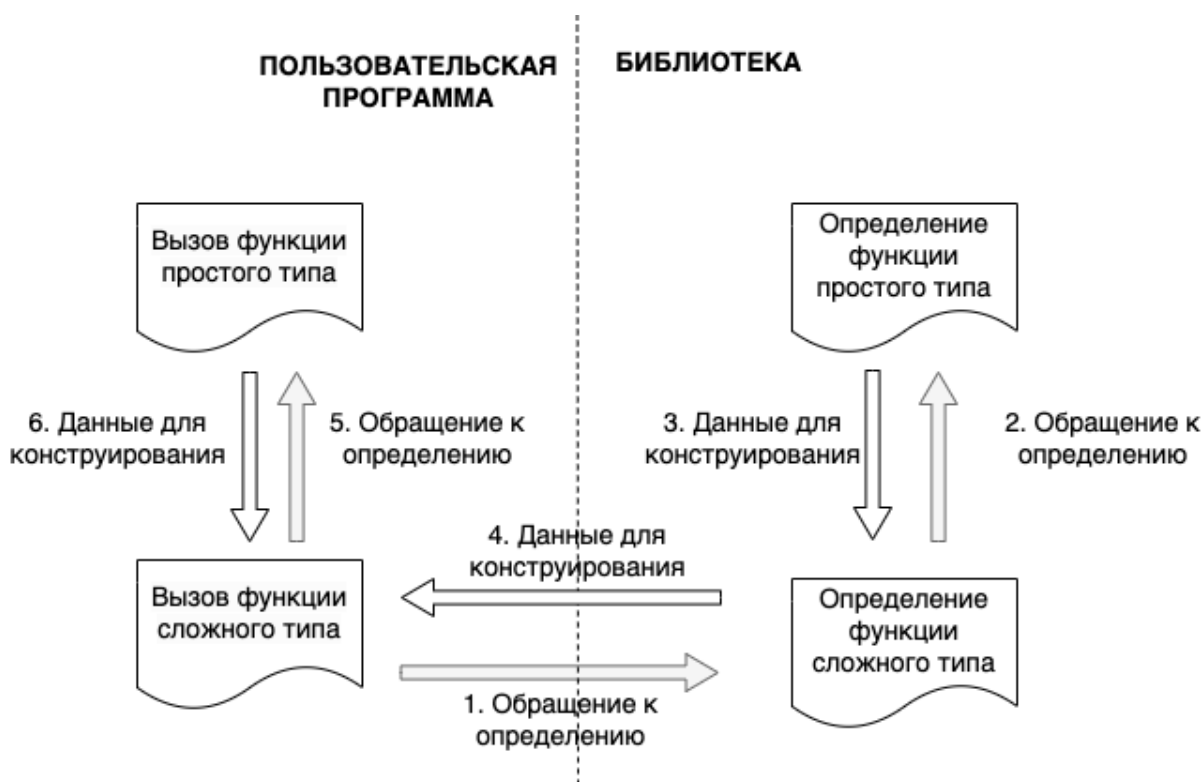 ПОЛЬЗОВАТЕЛЬСКАЯ
ПРОГРАММА
БИБЛИОТЕКА
Вызов функции
простого типа
Определение
функции
простого типа
6. Данные для
конструирования
5. Обращение к
определению
3. Данные для
конструирования
2. Обращение к
определению
4. Данные для
конструирования
Вызов функции
сложного типа
Определение
функции
сложного типа
1. Обращение к
определению